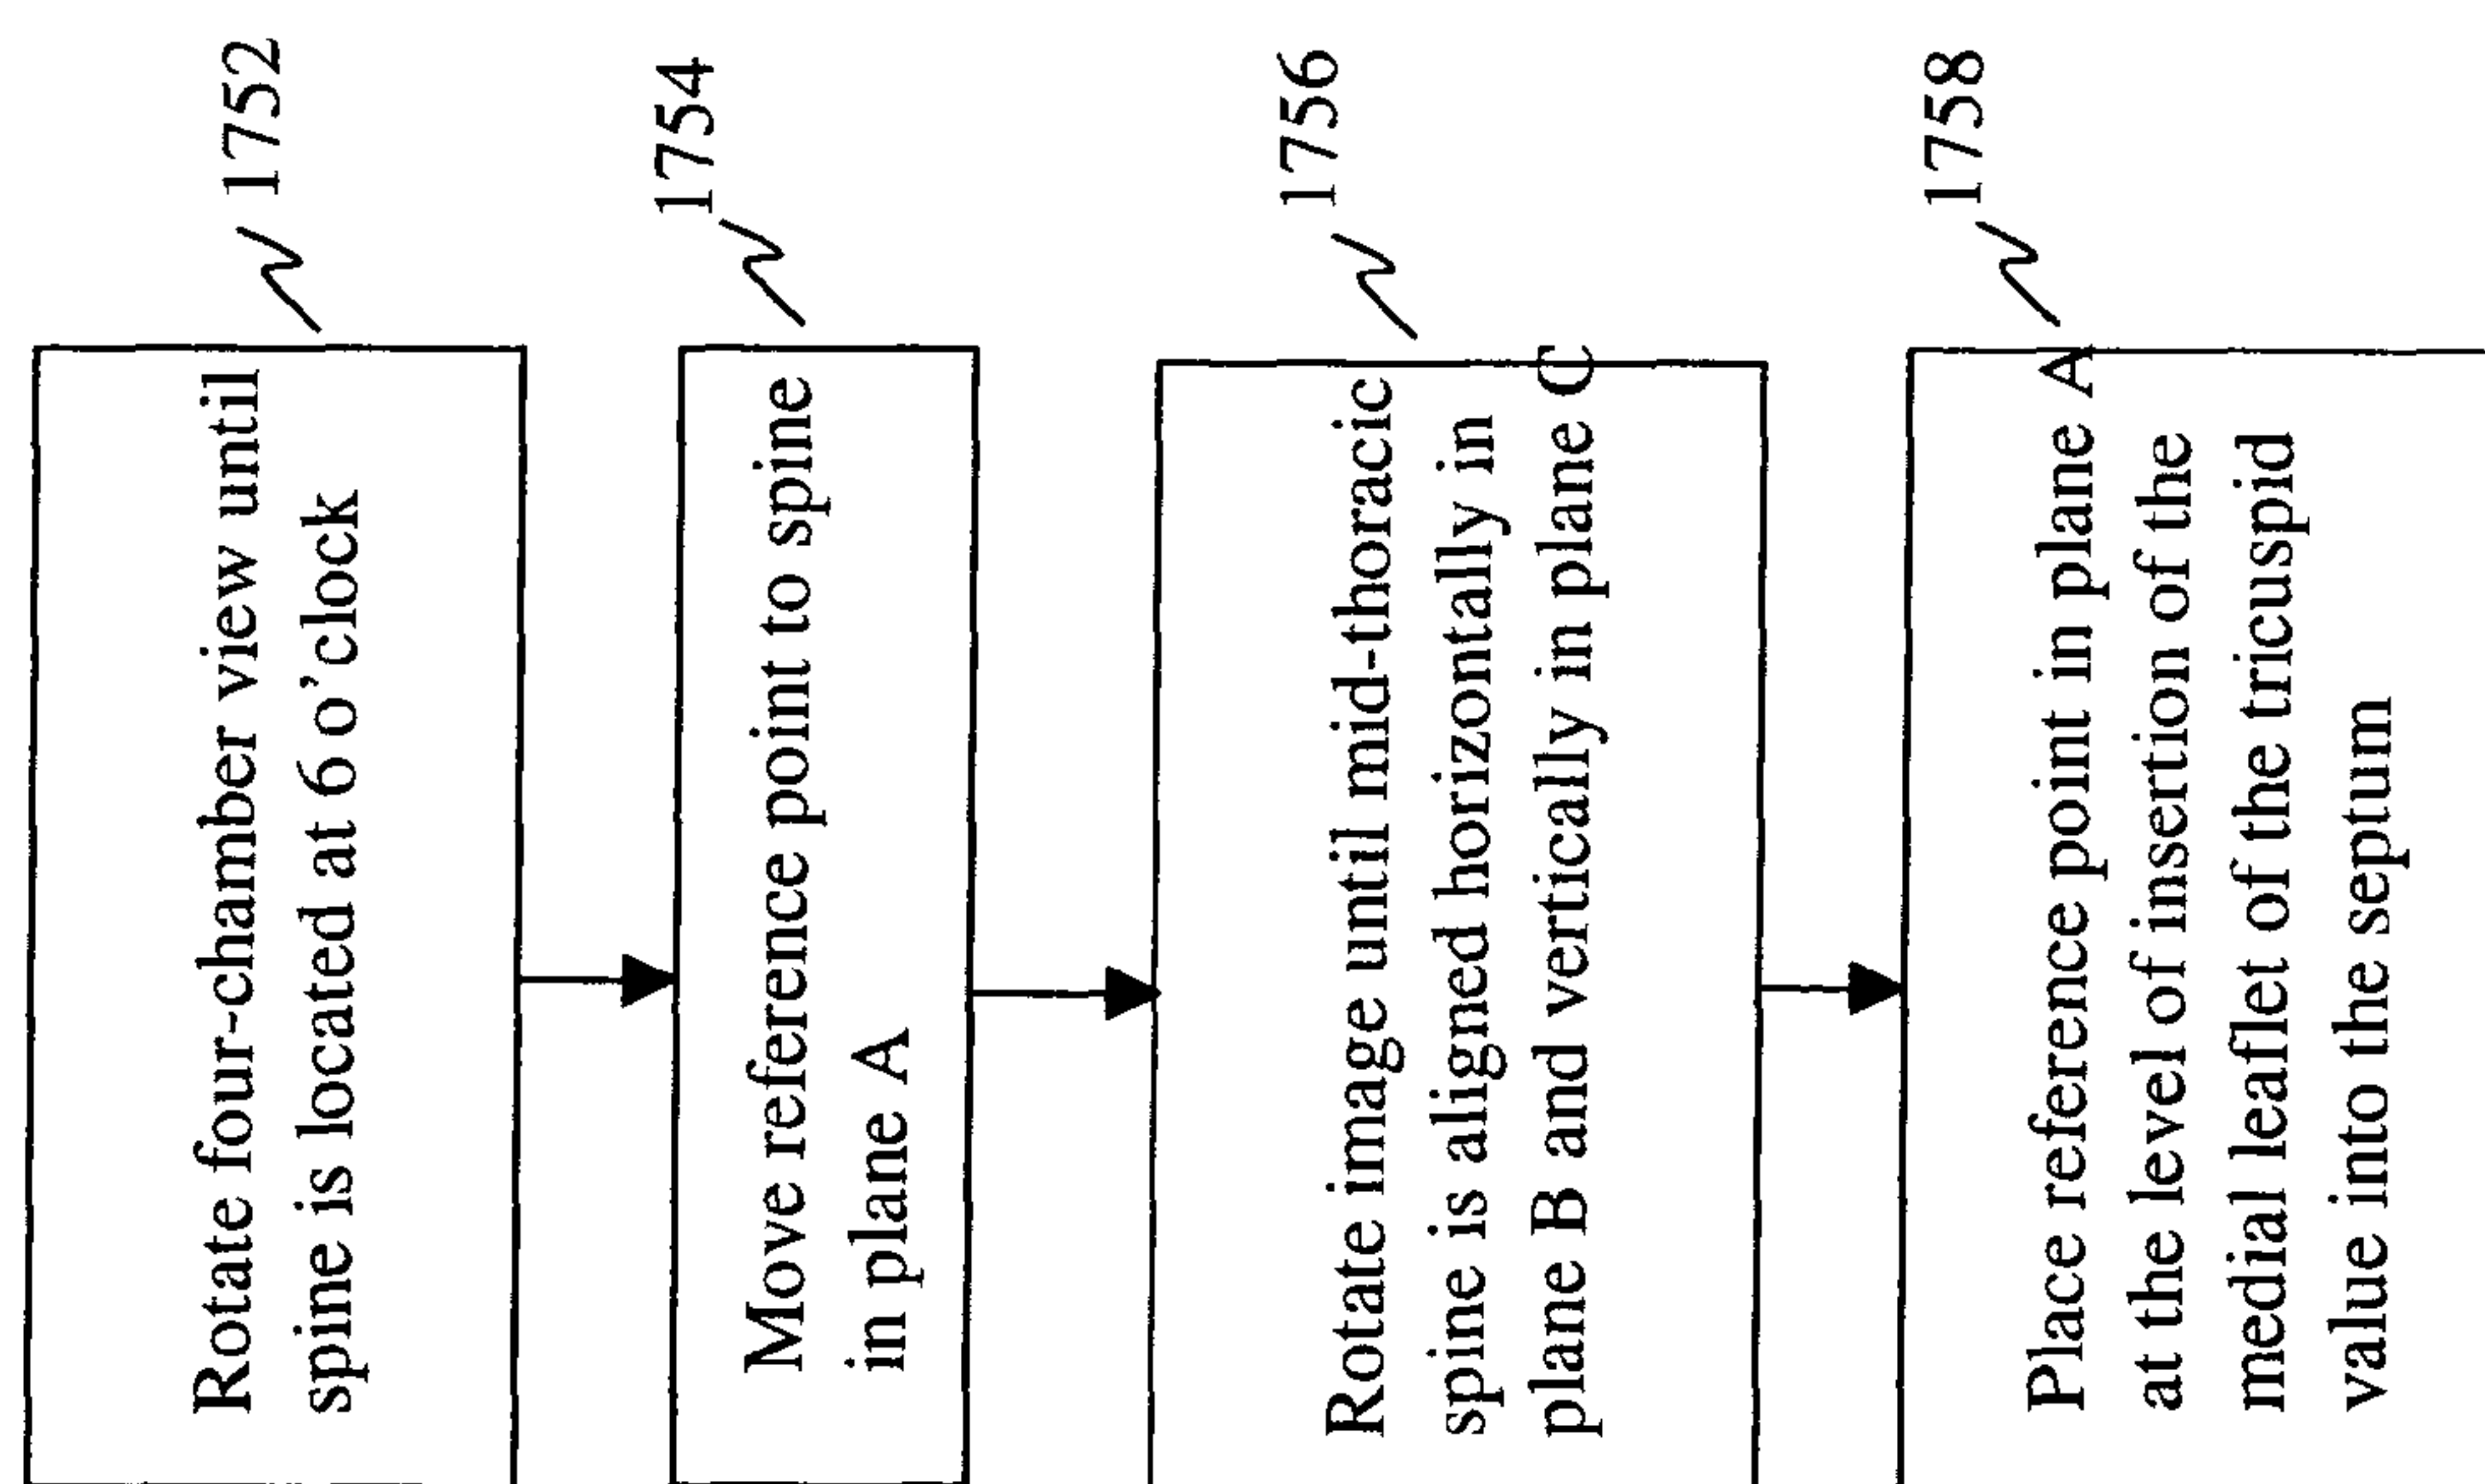 Rotate four-chamber view until
spine is located at 6 o'clock
1752
Move reference point to spine
in plane A
1754
Rotate image until mid-thoracic
spine is aligned horizontally in
plane B and vertically in plane C
1756
Place reference point in plane A
at the level of insertion of the
medial leaflet of the tricuspid
value into the septum
1758